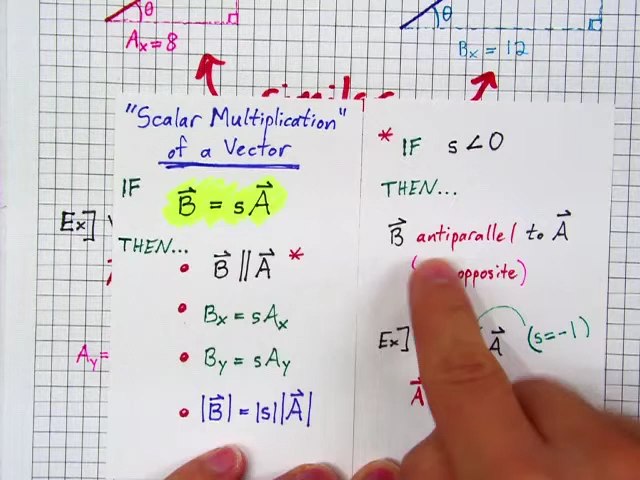 θ
Ax = 8
θ
Bx = 12
"Scalar Multiplication"
of a Vector
IF
B⃗ = sA⃗
Ex]
THEN...
• B⃗ ∥ A⃗ *
• Bx = sAx
• By = sAy
Ay=
• |B⃗| = |s||A⃗|
* IF s < 0
THEN...
B⃗ antiparallel to A⃗
opposite)
Ex] A⃗ (s=-1)
A⃗